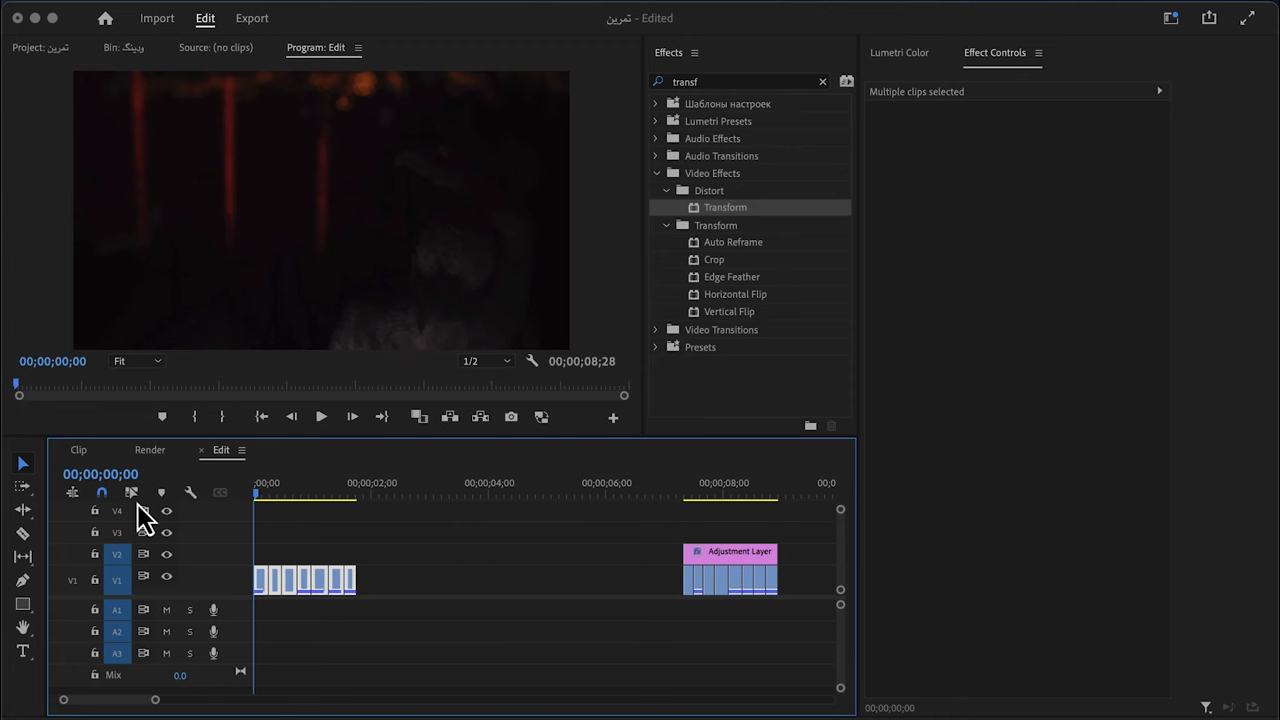 Import
Edit
Export
تمرين - Edited
Project: تمرين
Bin: ودينگ
Source: (no clips)
Program: Edit
00;00;00;00
Fit
1/2
00;00;08;28
Effects
transf
Шаблоны настроек
Lumetri Presets
Audio Effects
Audio Transitions
Video Effects
Distort
Transform
Transform
Auto Reframe
Crop
Edge Feather
Horizontal Flip
Vertical Flip
Video Transitions
Presets
Lumetri Color
Effect Controls
Multiple clips selected
00;00;00;00
Clip
Render
Edit
00;00;00;00
;00;00
00;00;02;00
00;00;04;00
00;00;06;00
00;00;08;00
00;0
V4
V3
V2
fx Adjustment Layer
V1 V1
A1 M S
A2 M S
A3 M S
Mix 0.0